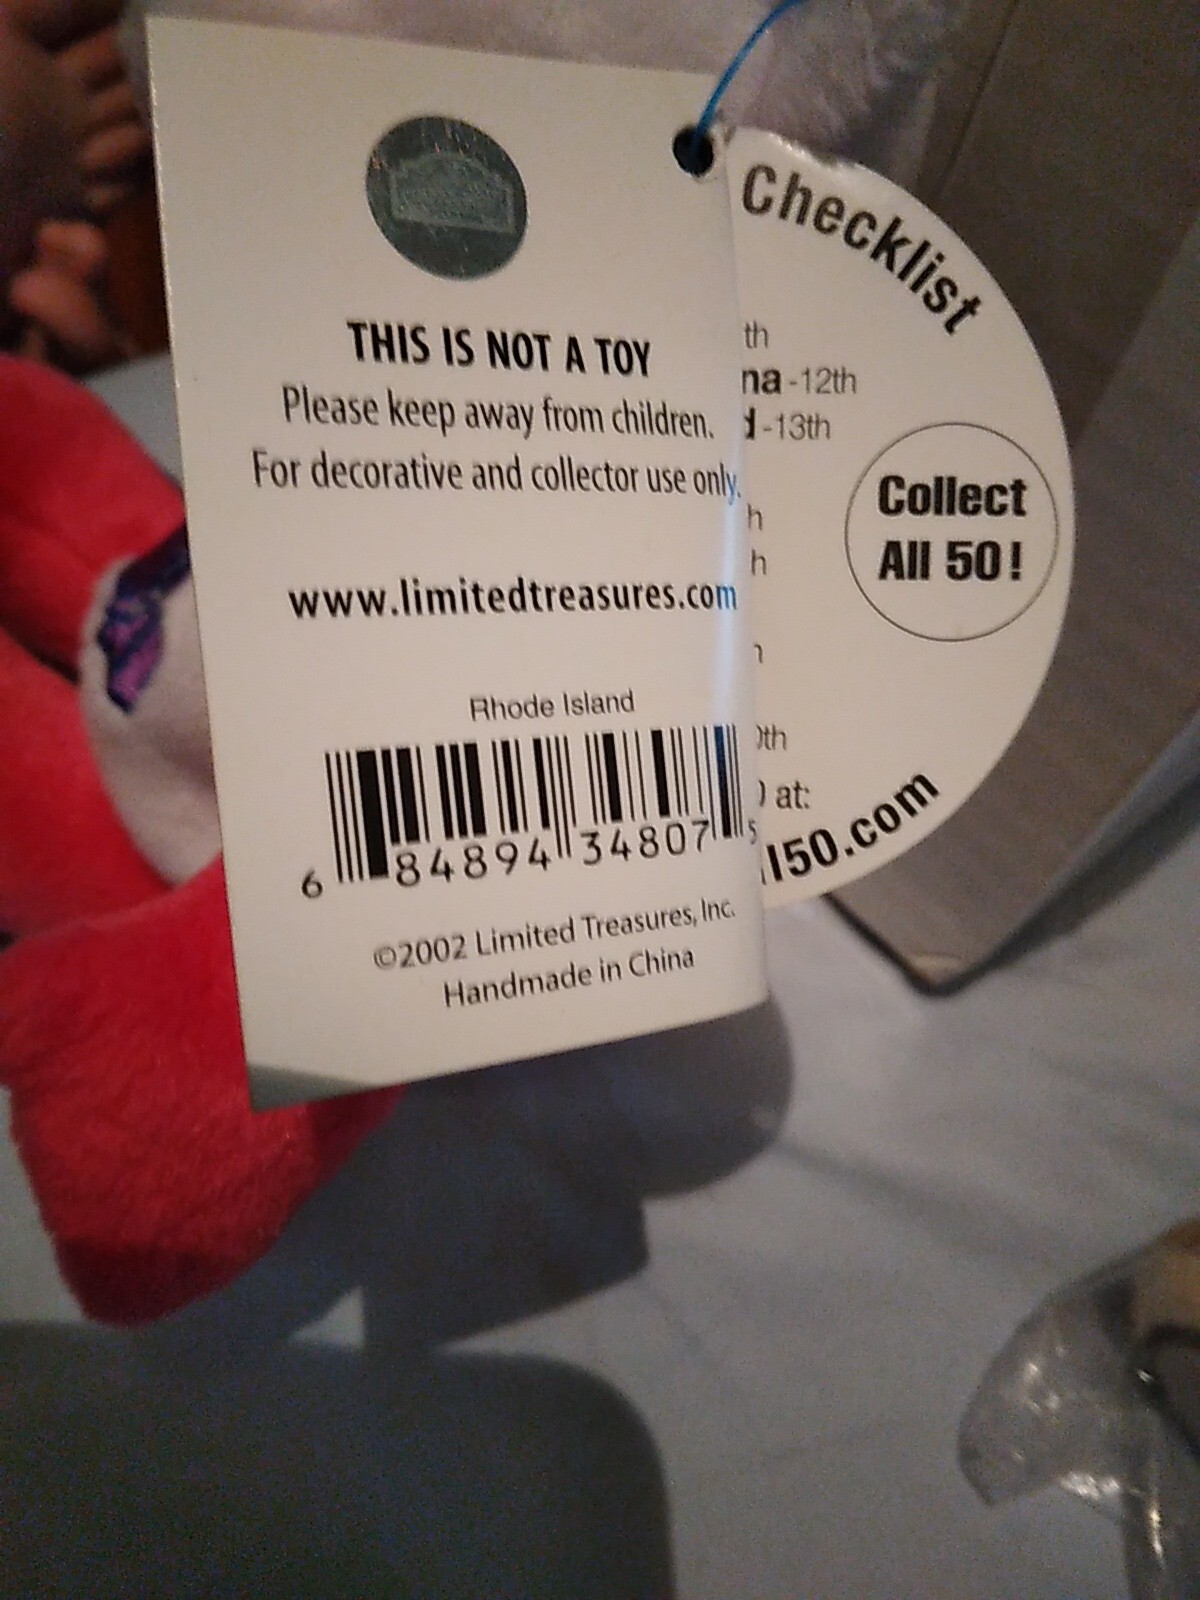 THIS IS NOT A TOY
Please keep away from children.
For decorative and collector use only.
www.limitedtreasures.com
Rhode Island
6 84894 34807 5
©2002 Limited Treasures, Inc.
Handmade in China
Checklist
th
na -12th
d -13th
h
h
0th
) at:
Collect
All 50!
l50.com